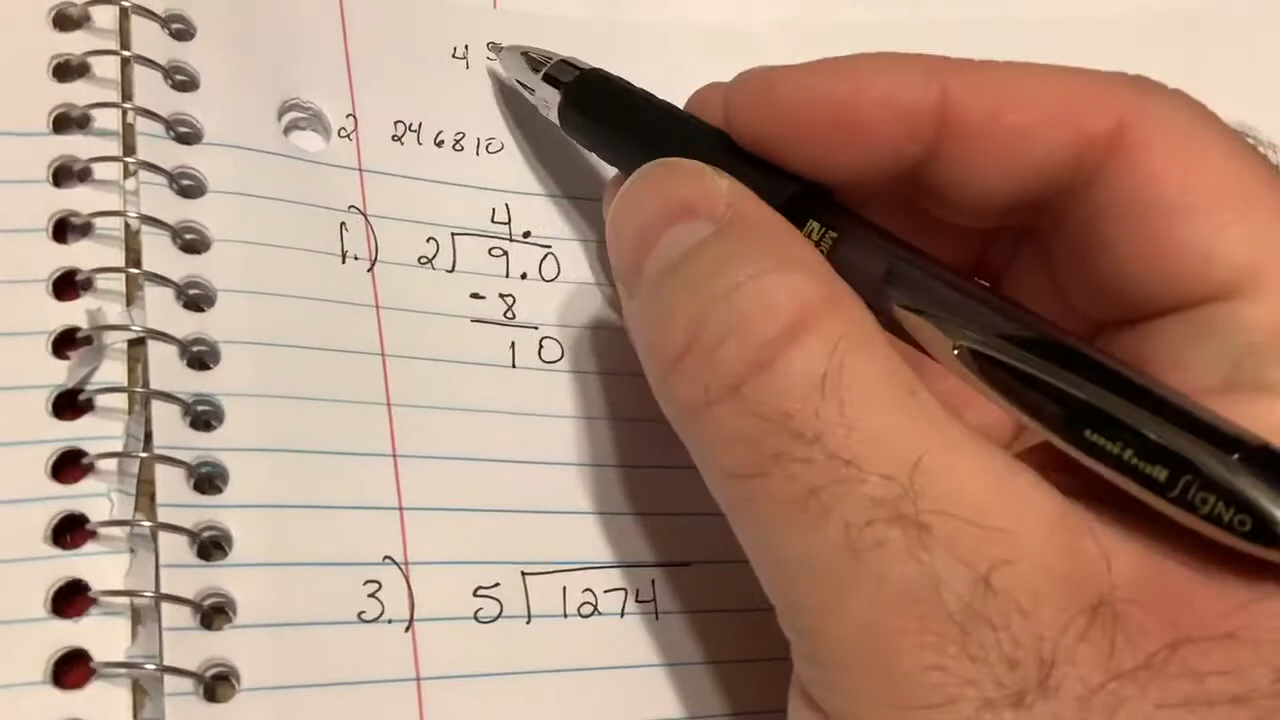 4 5
2 2 4 6 8 10
4.
1.) 2 9.0
- 8
1 0
3.) 5 1274
uni-ball Signo